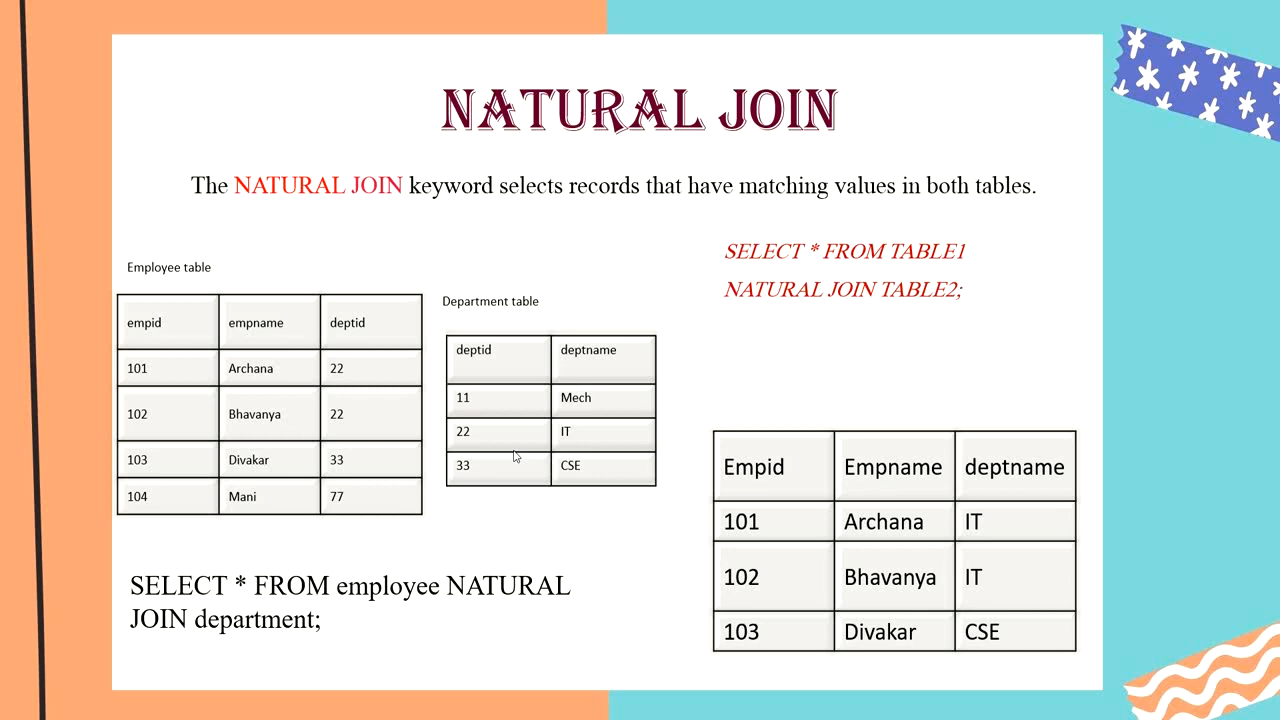 NATURAL JOIN
The NATURAL JOIN keyword selects records that have matching values in both tables.
SELECT * FROM TABLE1
NATURAL JOIN TABLE2;
Employee table
empid empname deptid
101 Archana 22
102 Bhavanya 22
103 Divakar 33
104 Mani 77
Department table
deptid deptname
11 Mech
22 IT
33 CSE
SELECT * FROM employee NATURAL
JOIN department;
Empid Empname deptname
101 Archana IT
102 Bhavanya IT
103 Divakar CSE